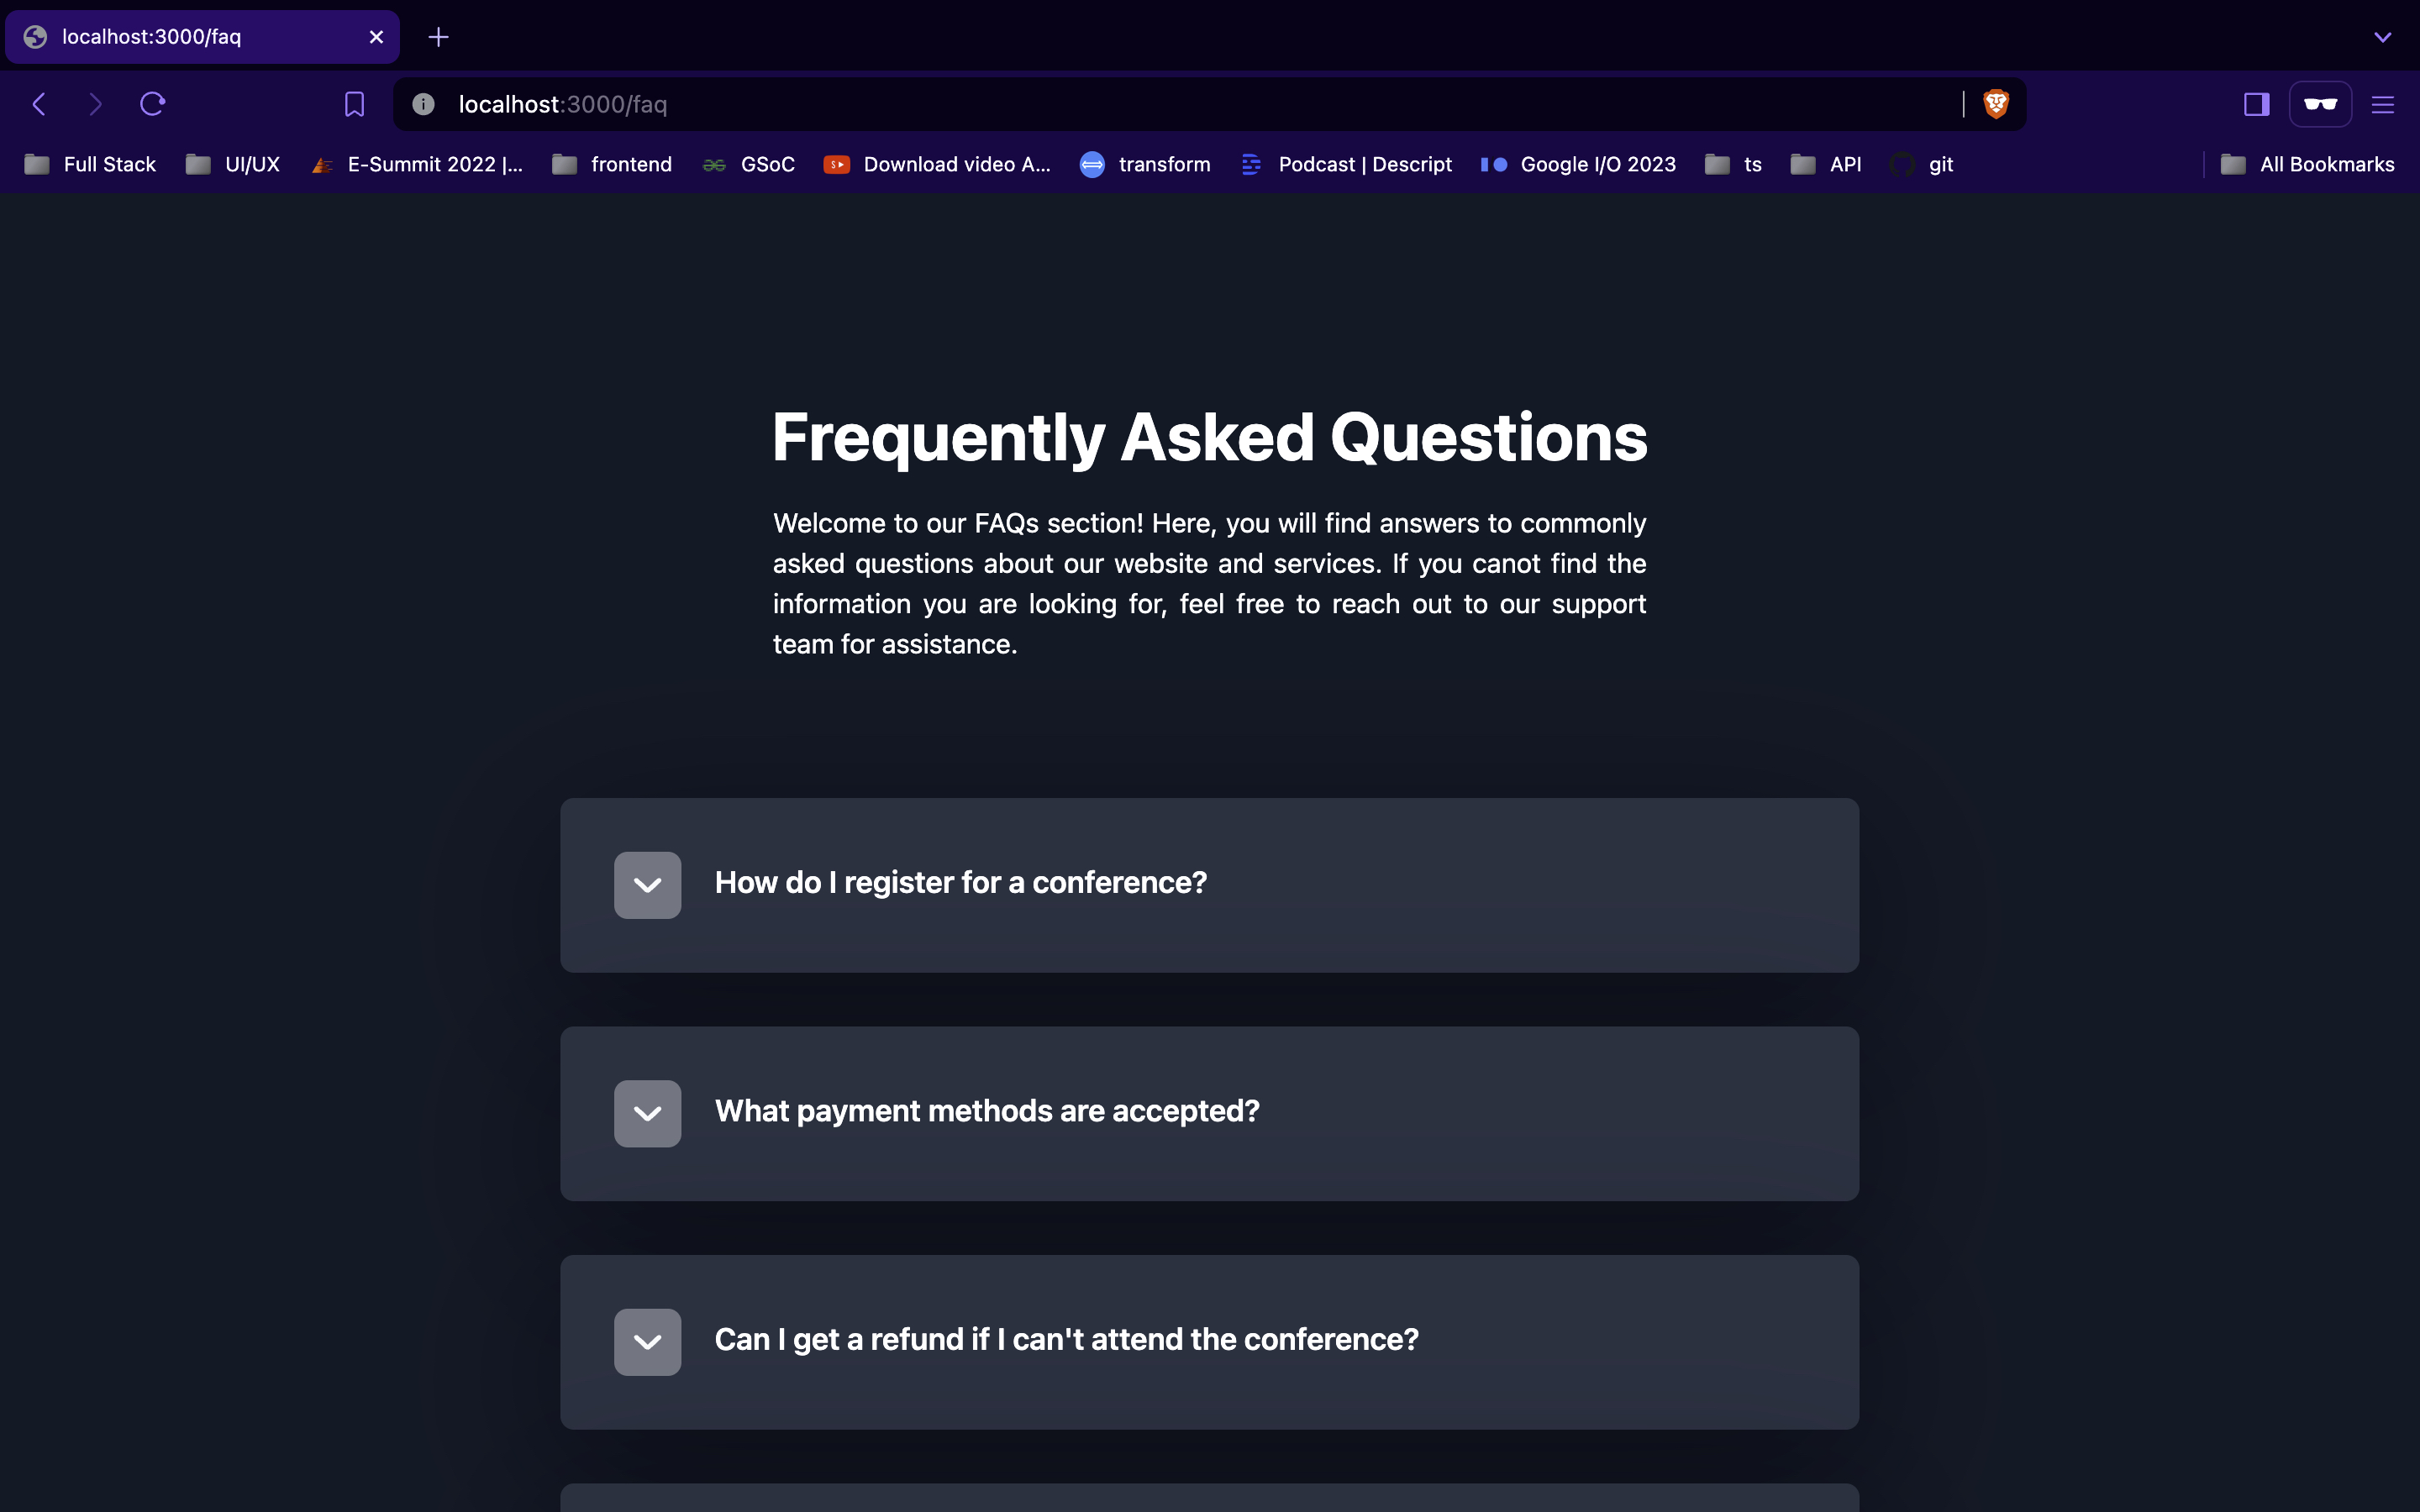 localhost:3000/faq
localhost:3000/faq
Full Stack UI/UX E-Summit 2022 |... frontend GSoC Download video A... transform Podcast | Descript Google I/O 2023 ts API git All Bookmarks
Frequently Asked Questions
Welcome to our FAQs section! Here, you will find answers to commonly
asked questions about our website and services. If you canot find the
information you are looking for, feel free to reach out to our support
team for assistance.
How do I register for a conference?
What payment methods are accepted?
Can I get a refund if I can't attend the conference?